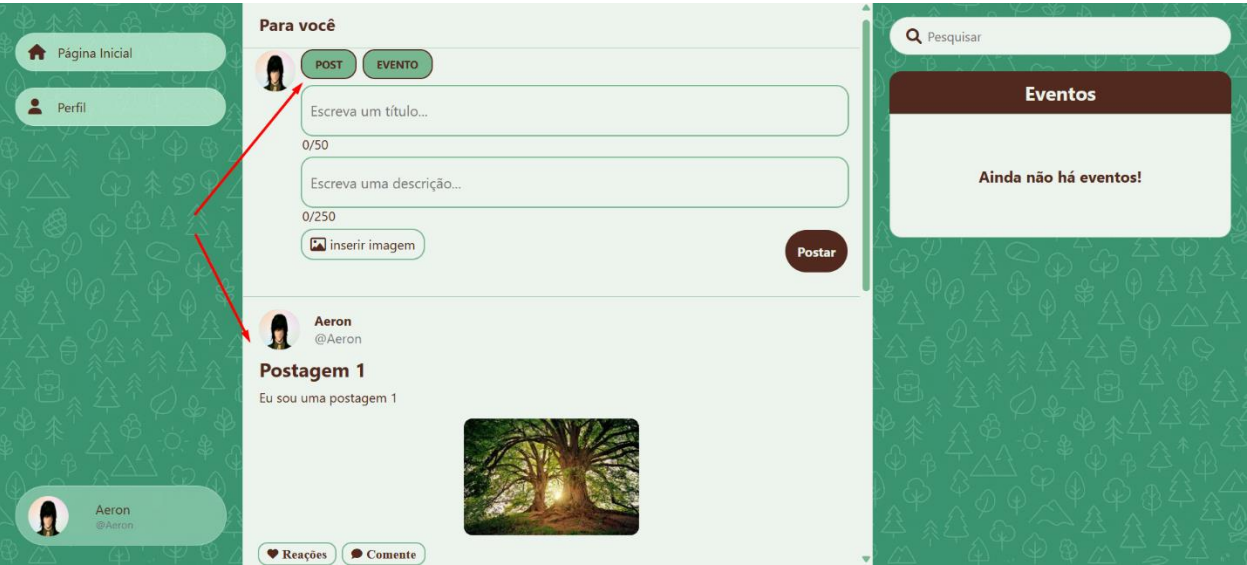 Página Inicial
Perfil
Aeron
@Aeron
Para você
POST EVENTO
Escreva um título...
0/50
Escreva uma descrição...
0/250
inserir imagem
Postar
Aeron
@Aeron
Postagem 1
Eu sou uma postagem 1
Reações Comente
Pesquisar
Eventos
Ainda não há eventos!